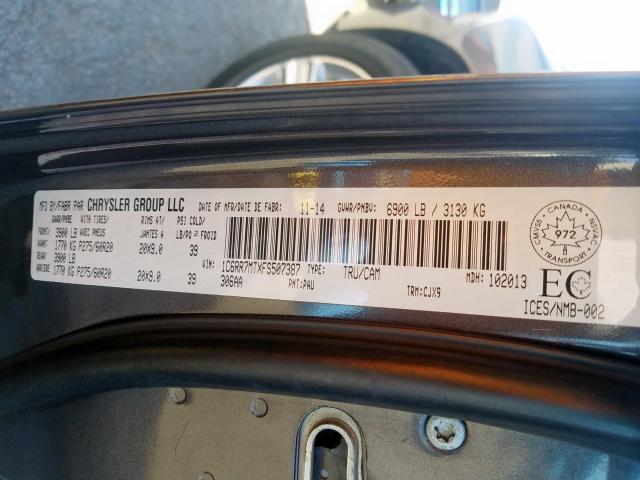 MFD BY/FABR PAR CHRYSLER GROUP LLC DATE OF MFR/DATE DE FABR: 11-14 GVWR/PNBV: 6900 LB / 3130 KG
GAWR/PNBE WITH TIRES/ RIMS AT/ PSI COLD/
AVEC PNEUS JANTES A LB/PO 2 FROID
FRONT/ 3900 LB
AVANT 1770 KG P275/60R20 20X9.0 39
REAR/ 3900 LB
ARRIERE 1770 KG P275/60R20 20X9.0 39
VIN: 1C6RR7MTXFS507387 TYPE: TRU/CAM MDH: 102013
306AA PNT: PAU TRM: CJX9
CANADA
CMVSS 972 NSVAC
TRANSPORT
EC
ICES/NMB-002